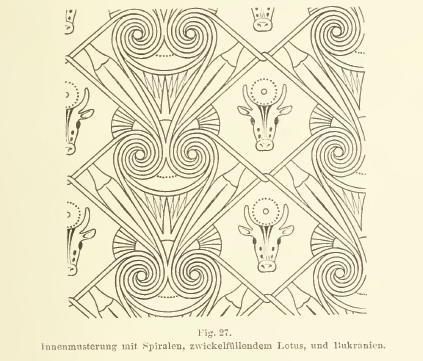 Fig. 27.
Innenmusterung mit Spiralen, zwickelfüllendem Lotus, und Bukranien.